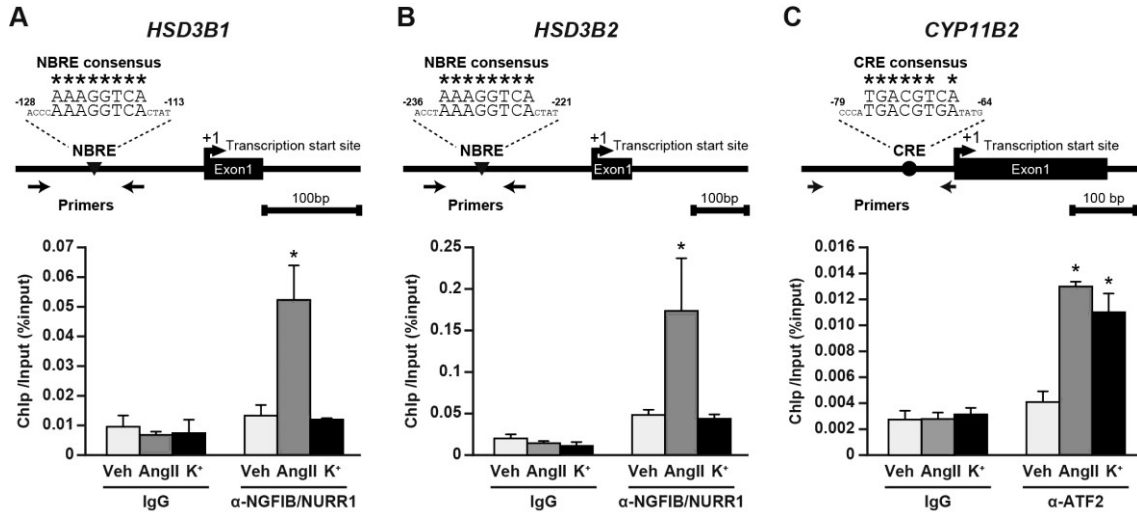 A
HSD3B1
NBRE consensus
********
-128
AAAGGTCA
-113
ACCCAAAGGTCACTAT
NBRE
+1
Transcription start site
Exon1
Primers
100bp
ChIp /Input (%input)
0.07
0.06
0.05
0.04
0.03
0.02
0.01
0
*
Veh AngII K+
Veh AngII K+
IgG
α-NGFIB/NURR1
B
HSD3B2
NBRE consensus
********
-236
AAAGGTCA
-221
ACCTAAAGGTCACTAT
NBRE
+1
Transcription start site
Exon1
Primers
100bp
ChIp /Input (%input)
0.25
0.2
0.15
0.1
0.05
0
*
Veh AngII K+
Veh AngII K+
IgG
α-NGFIB/NURR1
C
CYP11B2
CRE consensus
****** *
-79
TGACGTCA
-64
CCCATGACGTGATATG
CRE
+1
Transcription start site
Exon1
Primers
100 bp
ChIp /Input (%input)
0.016
0.014
0.012
0.010
0.008
0.006
0.004
0.002
0
*
*
Veh AngII K+
Veh AngII K+
IgG
α-ATF2